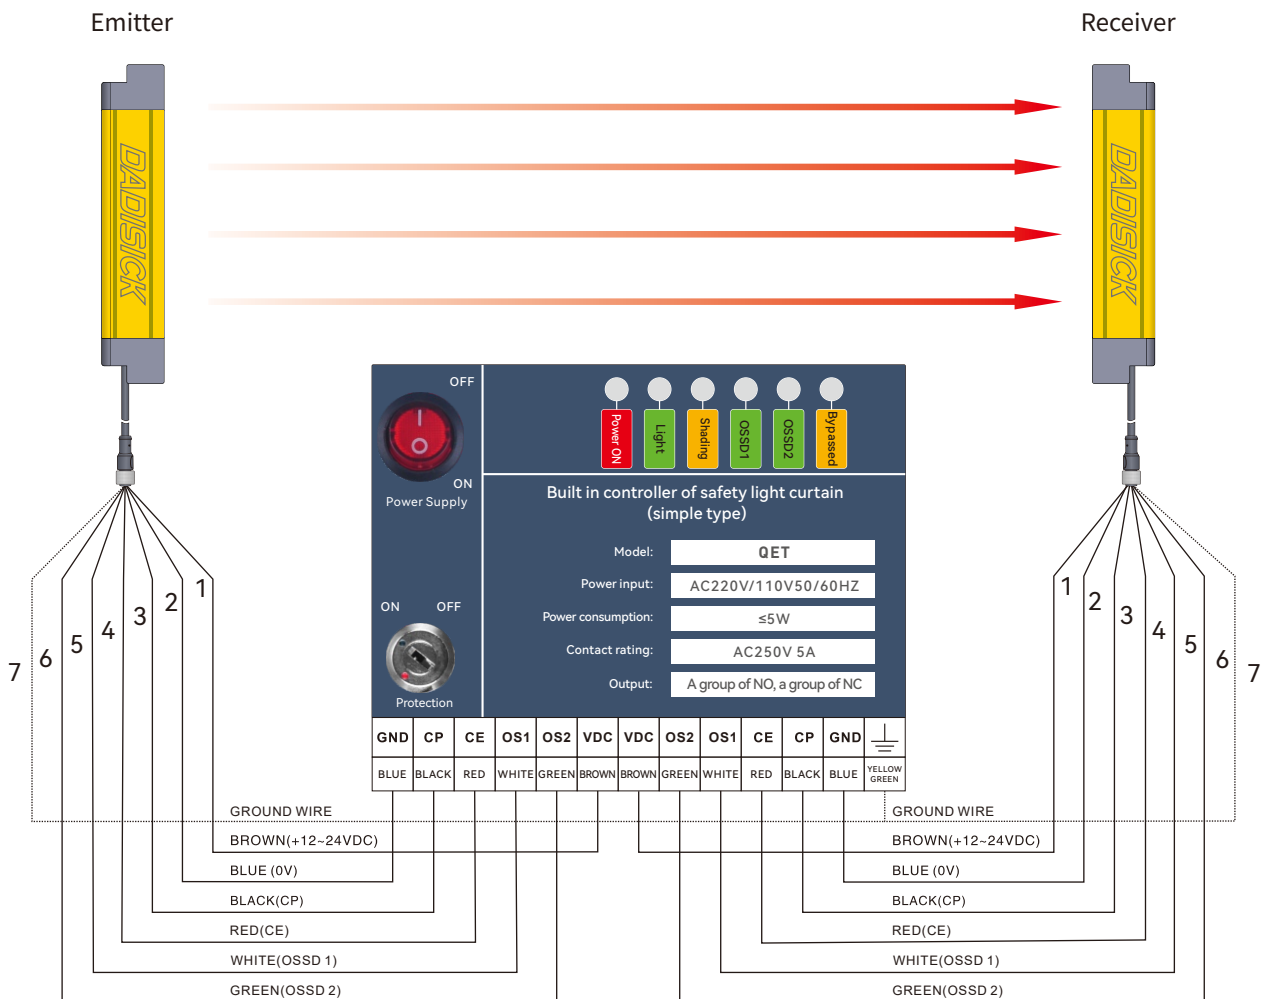 Emitter
Receiver
DADISICK
DADISICK
OFF
ON
Power Supply
Power ON
Light
Shading
OSSD1
OSSD2
Bypassed
Built in controller of safety light curtain
(simple type)
Model:
QET
Power input:
AC220V/110V50/60HZ
Power consumption:
≤5W
Contact rating:
AC250V 5A
Output:
A group of NO, a group of NC
ON OFF
Protection
GND CP CE OS1 OS2 VDC VDC OS2 OS1 CE CP GND
BLUE BLACK RED WHITE GREEN BROWN BROWN GREEN WHITE RED BLACK BLUE YELLOW GREEN
7 6 5 4 3 2 1
1 2 3 4 5 6 7
GROUND WIRE
BROWN(+12~24VDC)
BLUE (0V)
BLACK(CP)
RED(CE)
WHITE(OSSD 1)
GREEN(OSSD 2)
GROUND WIRE
BROWN(+12~24VDC)
BLUE (0V)
BLACK(CP)
RED(CE)
WHITE(OSSD 1)
GREEN(OSSD 2)